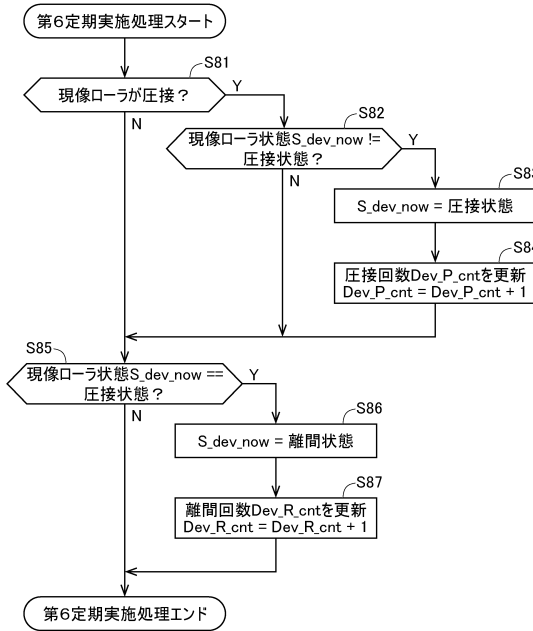 第６定期実施処理スタート
S81
現像ローラが圧接？
Y
N
S82
現像ローラ状態S_dev_now !=
圧接状態？
Y
N
S83
S_dev_now = 圧接状態
S84
圧接回数Dev_P_cntを更新
Dev_P_cnt = Dev_P_cnt + 1
S85
現像ローラ状態S_dev_now ==
圧接状態？
Y
N
S86
S_dev_now = 離間状態
S87
離間回数Dev_R_cntを更新
Dev_R_cnt = Dev_R_cnt + 1
第６定期実施処理エンド